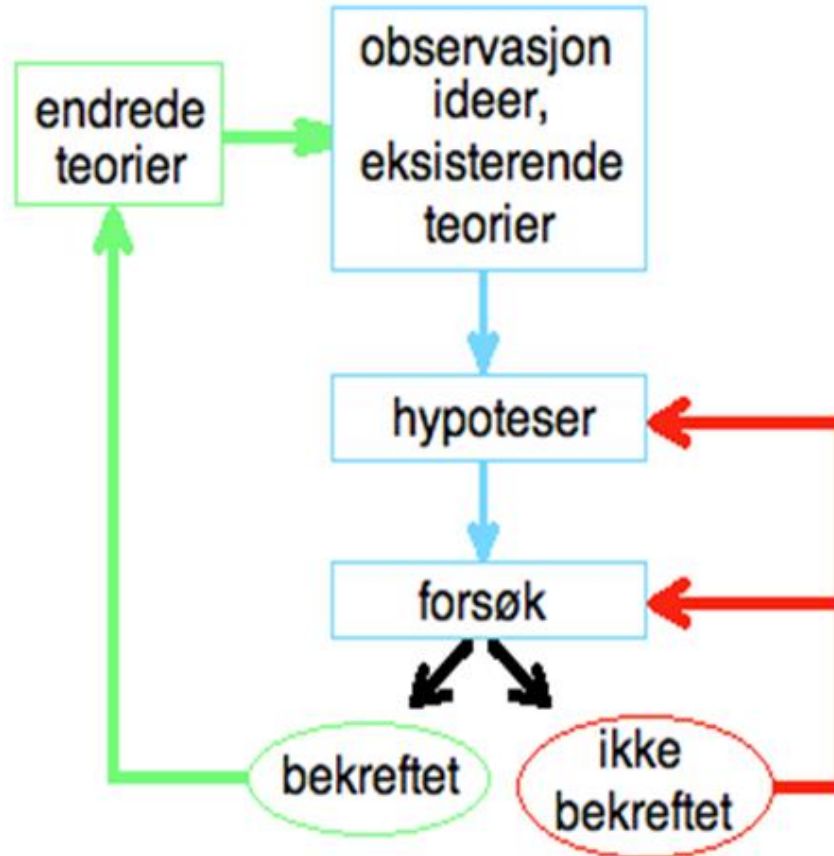 observasjon
ideer,
eksisterende
teorier
endrede
teorier
hypoteser
forsøk
bekreftet
ikke
bekreftet